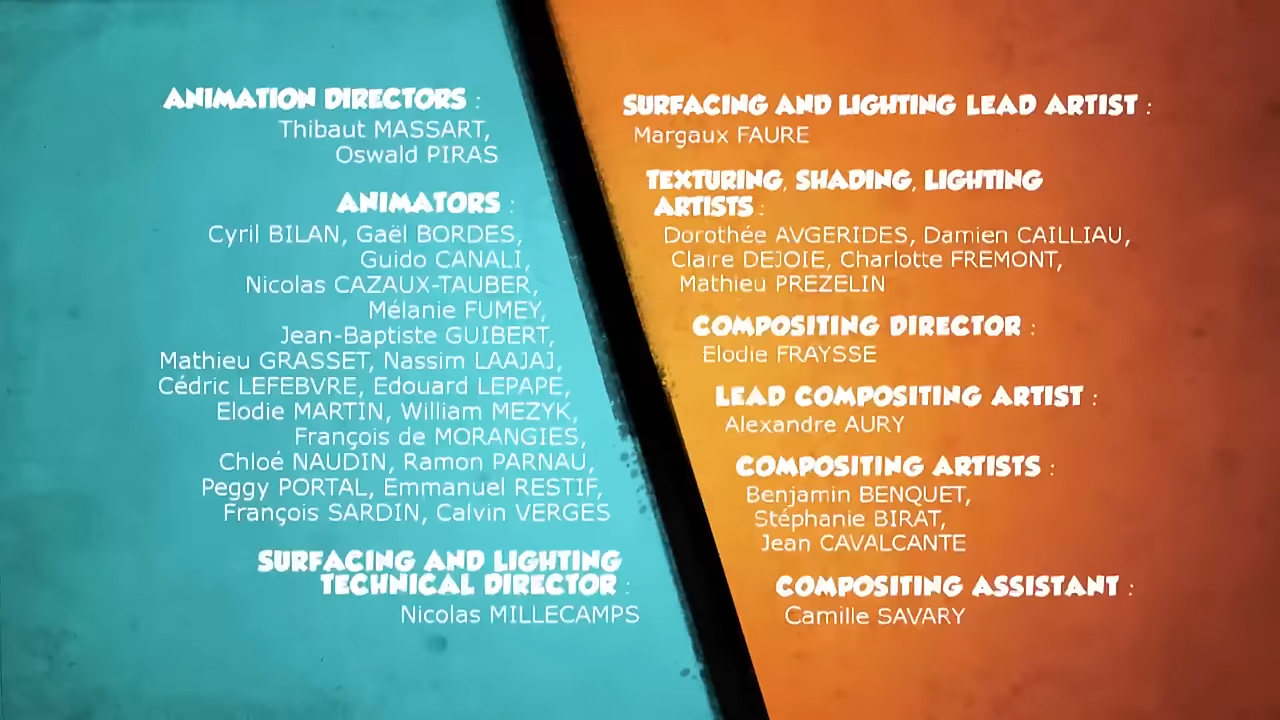 ANIMATION DIRECTORS :
Thibaut MASSART,
Oswald PIRAS
ANIMATORS :
Cyril BILAN, Gaël BORDES,
Guido CANALI,
Nicolas CAZAUX-TAUBER,
Mélanie FUMEY,
Jean-Baptiste GUIBERT,
Mathieu GRASSET, Nassim LAAJAJ,
Cédric LEFEBVRE, Edouard LEPAPE,
Elodie MARTIN, William MEZYK,
François de MORANGIES,
Chloé NAUDIN, Ramon PARNAU,
Peggy PORTAL, Emmanuel RESTIF,
François SARDIN, Calvin VERGES
SURFACING AND LIGHTING
TECHNICAL DIRECTOR :
Nicolas MILLECAMPS
SURFACING AND LIGHTING LEAD ARTIST :
Margaux FAURE
TEXTURING, SHADING, LIGHTING
ARTISTS :
Dorothée AVGERIDES, Damien CAILLIAU,
Claire DEJOIE, Charlotte FREMONT,
Mathieu PREZELIN
COMPOSITING DIRECTOR :
Elodie FRAYSSE
LEAD COMPOSITING ARTIST :
Alexandre AURY
COMPOSITING ARTISTS :
Benjamin BENQUET,
Stéphanie BIRAT,
Jean CAVALCANTE
COMPOSITING ASSISTANT :
Camille SAVARY